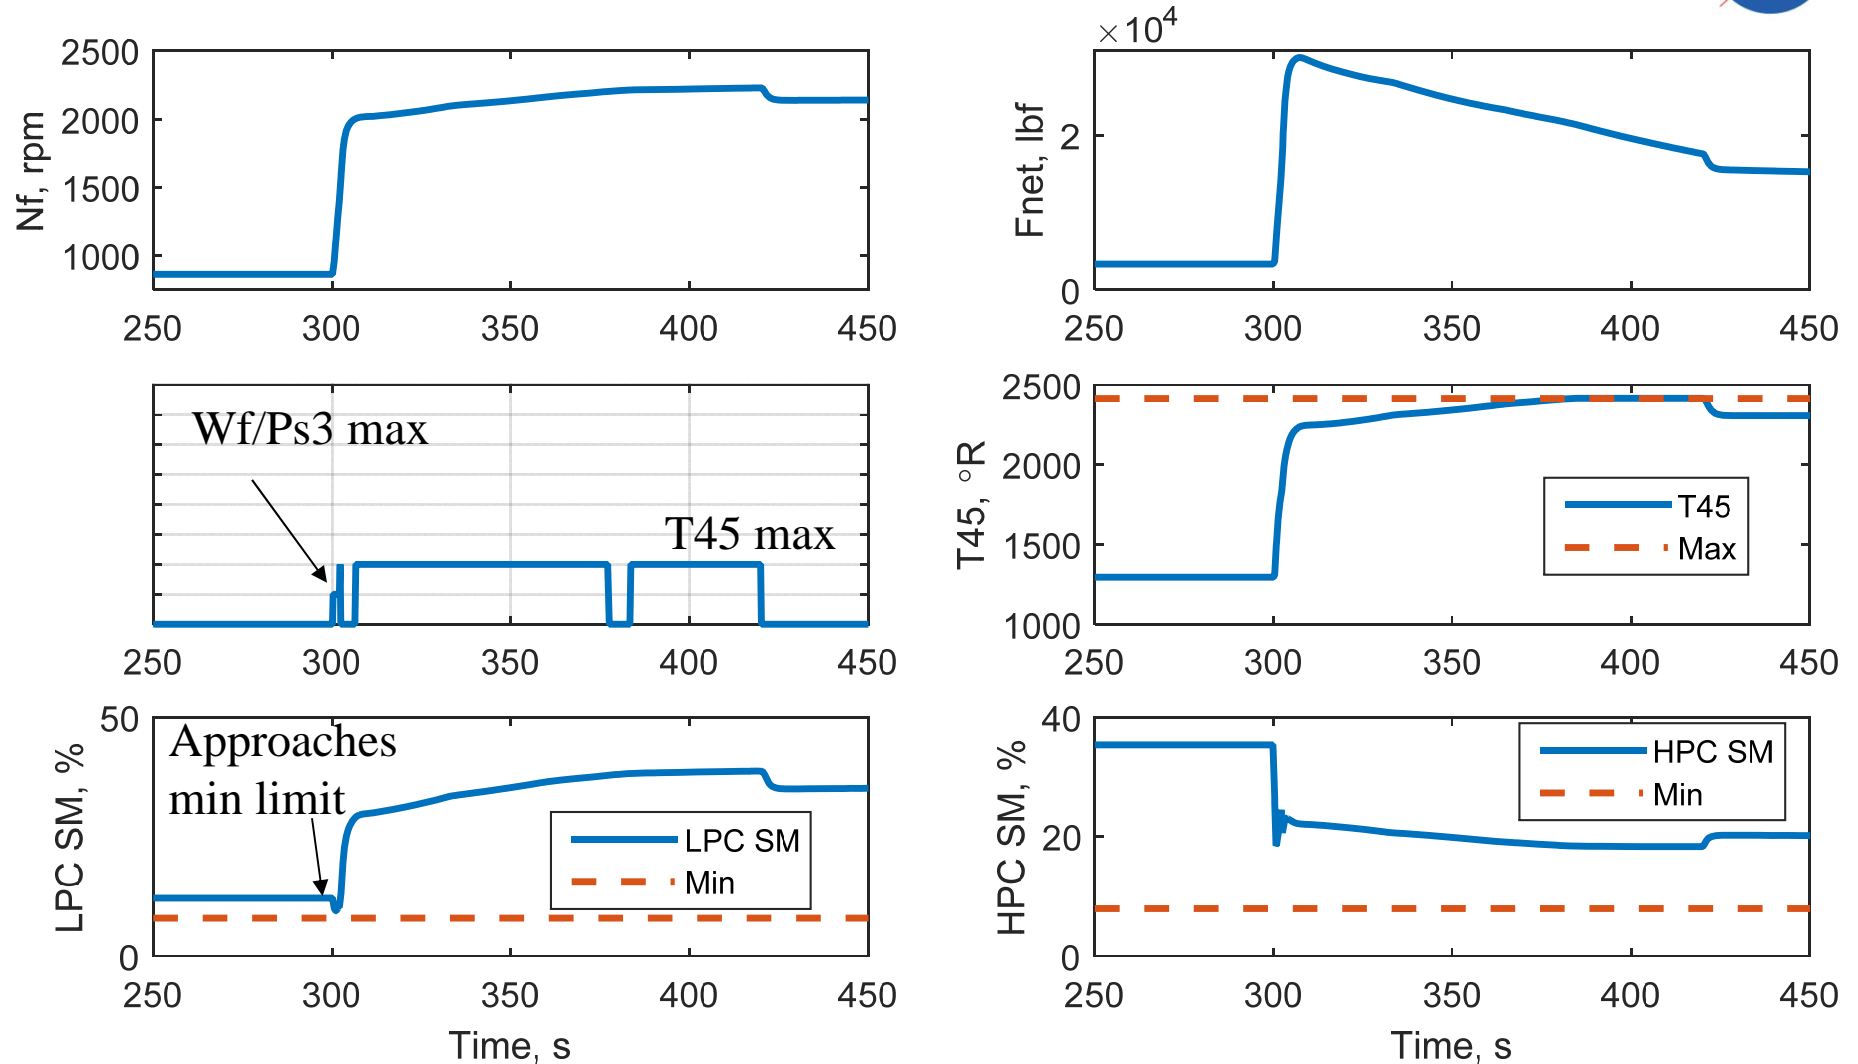 2500
2000
1500
1000
Nf, rpm
250 300 350 400 450
×10⁴
2
0
Fnet, lbf
250 300 350 400 450
Wf/Ps3 max
T45 max
250 300 350 400 450
2500
2000
1500
1000
T45, °R
T45
Max
250 300 350 400 450
50
0
LPC SM, %
Approaches
min limit
LPC SM
Min
250 300 350 400 450
Time, s
40
20
0
HPC SM, %
HPC SM
Min
250 300 350 400 450
Time, s